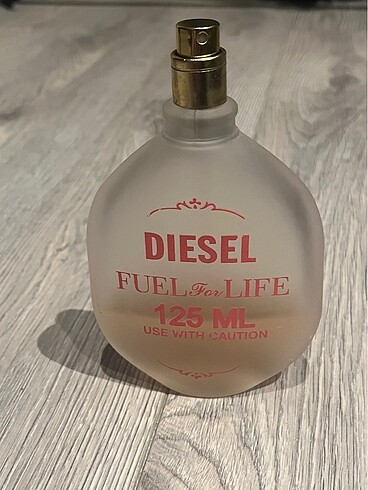 DIESEL
FUEL For LIFE
125 ML
USE WITH CAUTION